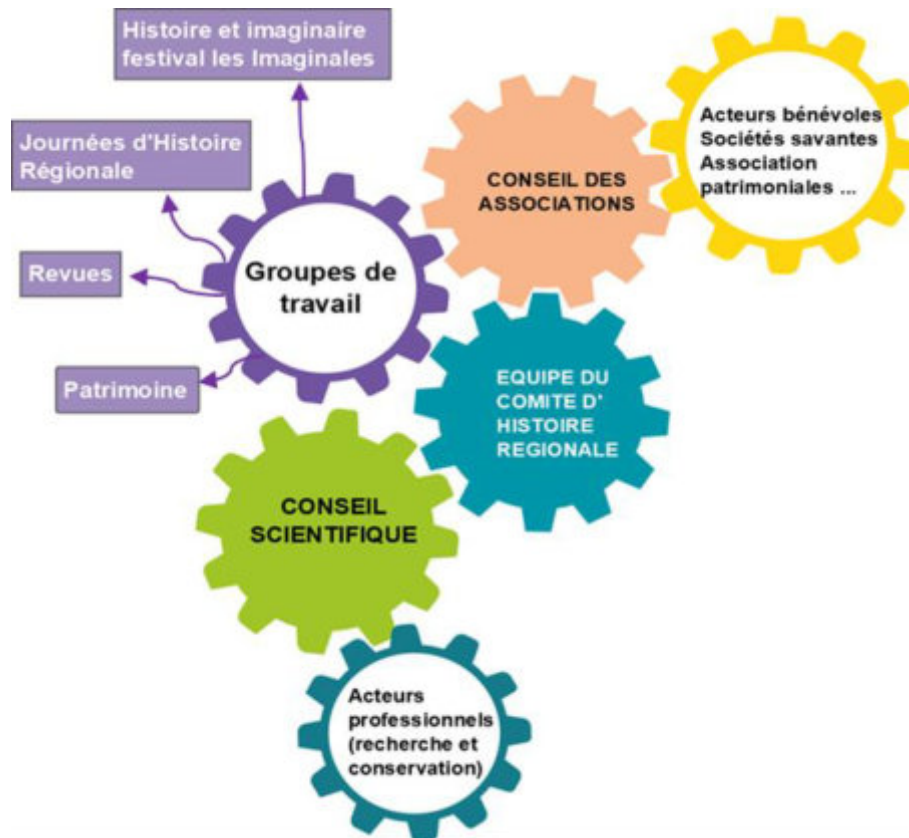 Histoire et imaginaire
festival les Imaginales
Journées d'Histoire
Régionale
Revues
Patrimoine
Groupes de
travail
CONSEIL DES
ASSOCIATIONS
Acteurs bénévoles
Sociétés savantes
Association
patrimoniales ...
EQUIPE DU
COMITE D'
HISTOIRE
REGIONALE
CONSEIL
SCIENTIFIQUE
Acteurs
professionnels
(recherche et
conservation)